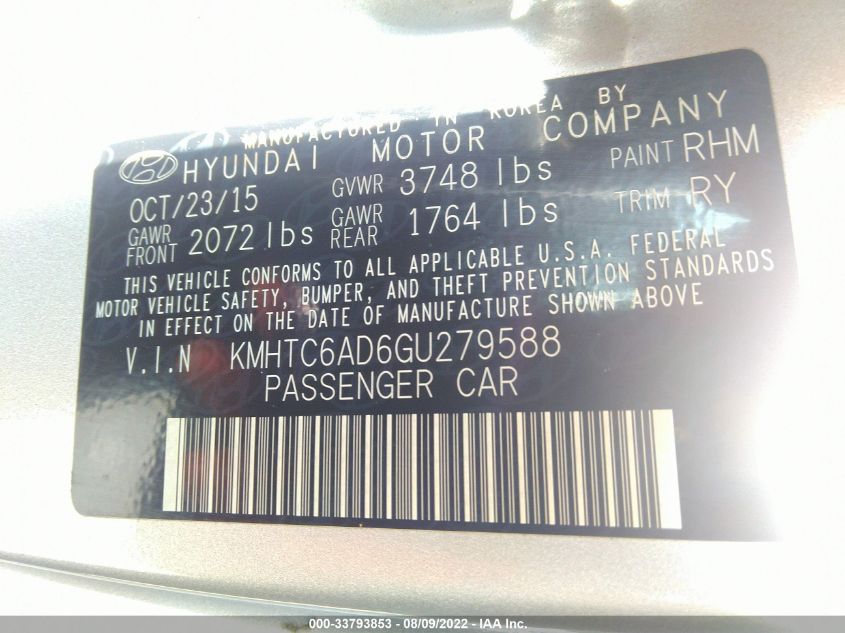 MANUFACTURED IN KOREA BY
HYUNDAI MOTOR COMPANY
OCT/23/15 GVWR 3748 lbs PAINT RHM
GAWR FRONT 2072 lbs GAWR REAR 1764 lbs TRIM RY
THIS VEHICLE CONFORMS TO ALL APPLICABLE U.S.A. FEDERAL
MOTOR VEHICLE SAFETY, BUMPER, AND THEFT PREVENTION STANDARDS
IN EFFECT ON THE DATE OF MANUFACTURE SHOWN ABOVE
V.I.N KMHTC6AD6GU279588
PASSENGER CAR
000-33793853 - 08/09/2022 - IAA Inc.